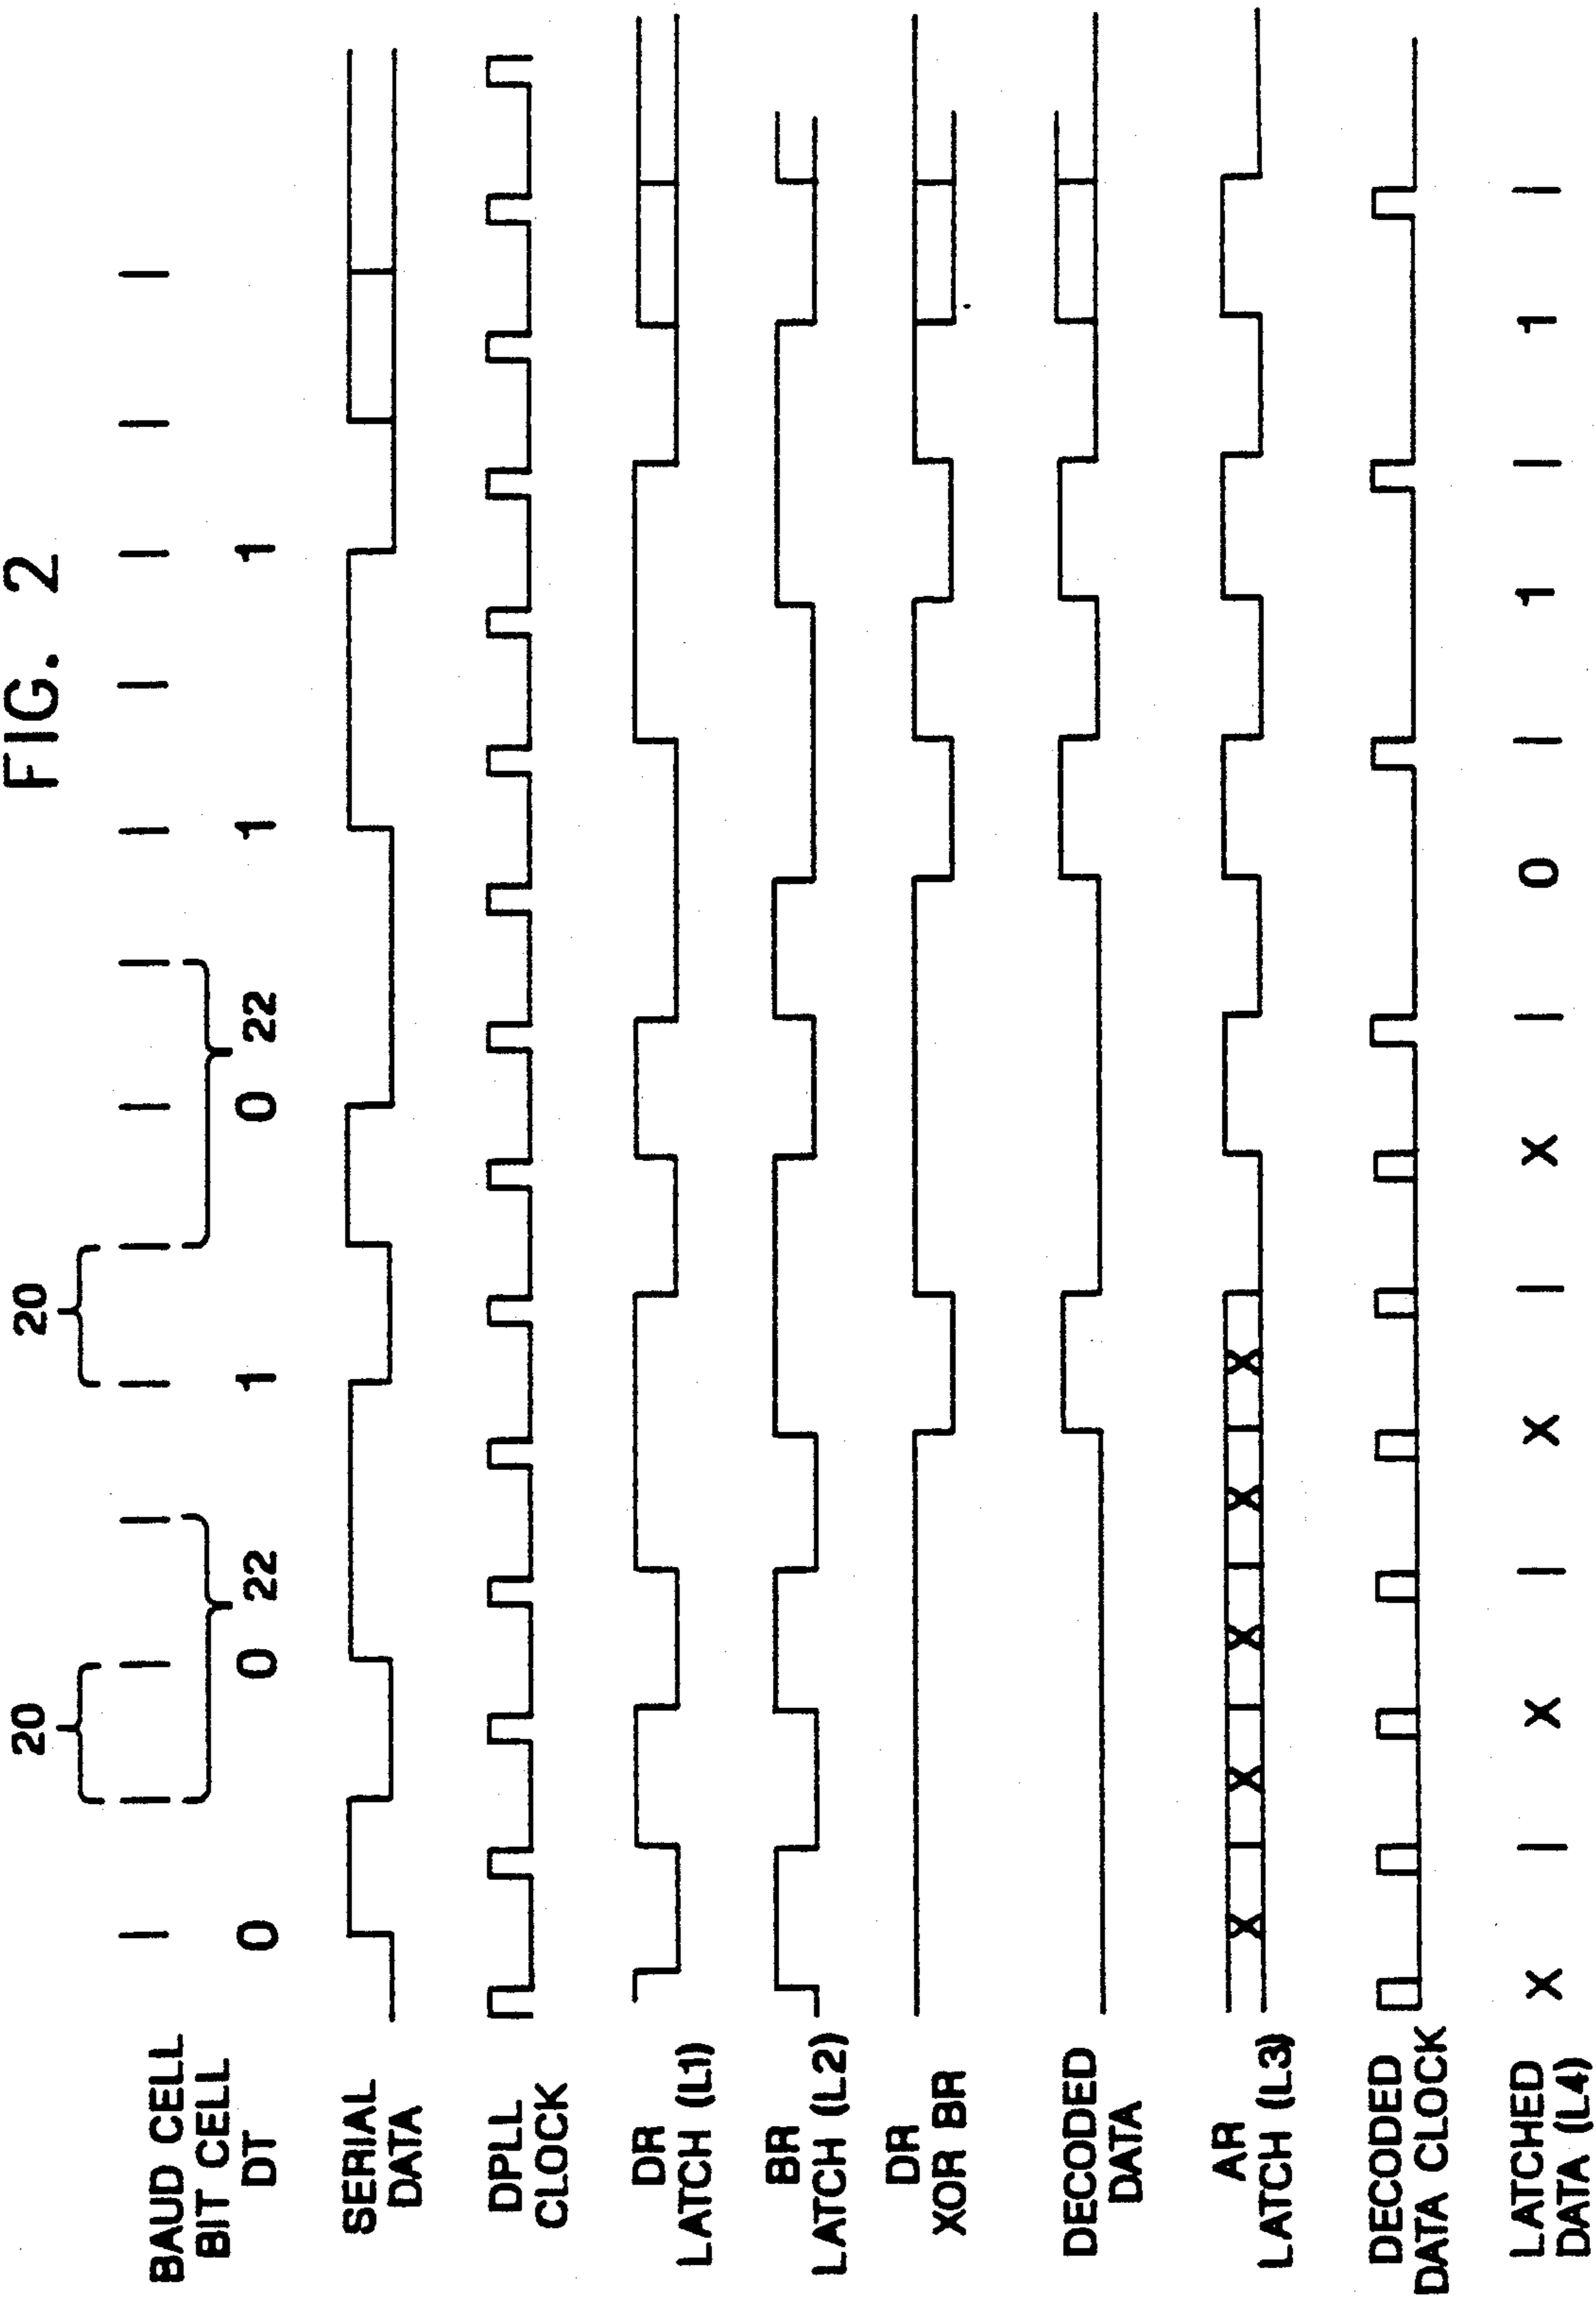 FIG. 2
20 20
BAUD CELL
BIT CELL
DT 0 0 22 1 0 22 1 1
SERIAL
DATA
DPLL
CLOCK
DR
LATCH (L1)
BR
LATCH (L2)
DR
XOR BR
DECODED
DATA
AR X X X X X
LATCH (L3)
DECODED
DATA CLOCK
LATCHED X X X X 0 1 1
DATA (L4)